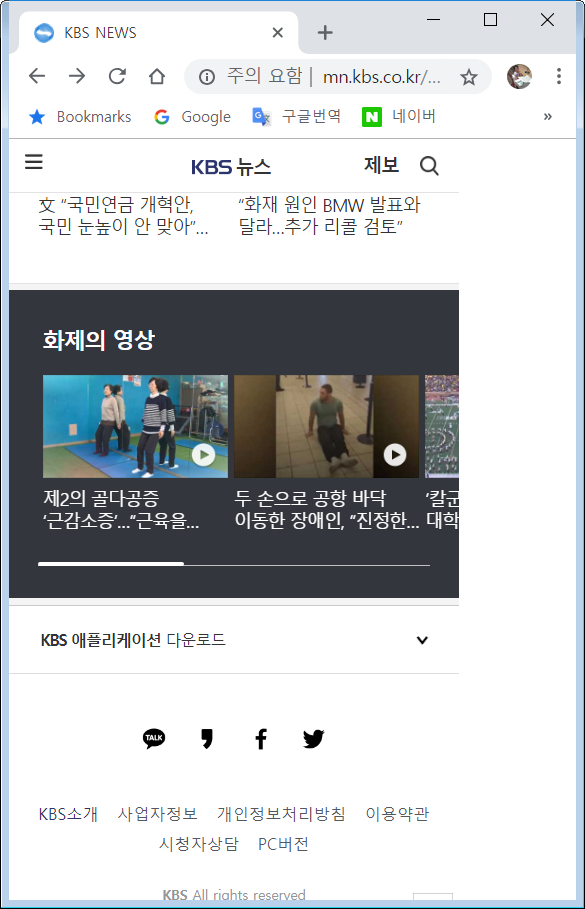 KBS NEWS
주의 요함 | mn.kbs.co.kr/...
Bookmarks Google 구글번역 네이버 »
KBS 뉴스 제보
文 “국민연금 개혁안,
국민 눈높이 안 맞아”...
“화재 원인 BMW 발표와
달라...추가 리콜 검토”
화제의 영상
제2의 골다공증
‘근감소증’...”근육을...
두 손으로 공항 바닥
이동한 장애인, “진정한...
‘칼군
대학
KBS 애플리케이션 다운로드
TALK
KBS소개 사업자정보 개인정보처리방침 이용약관
시청자상담 PC버전
KBS All rights reserved